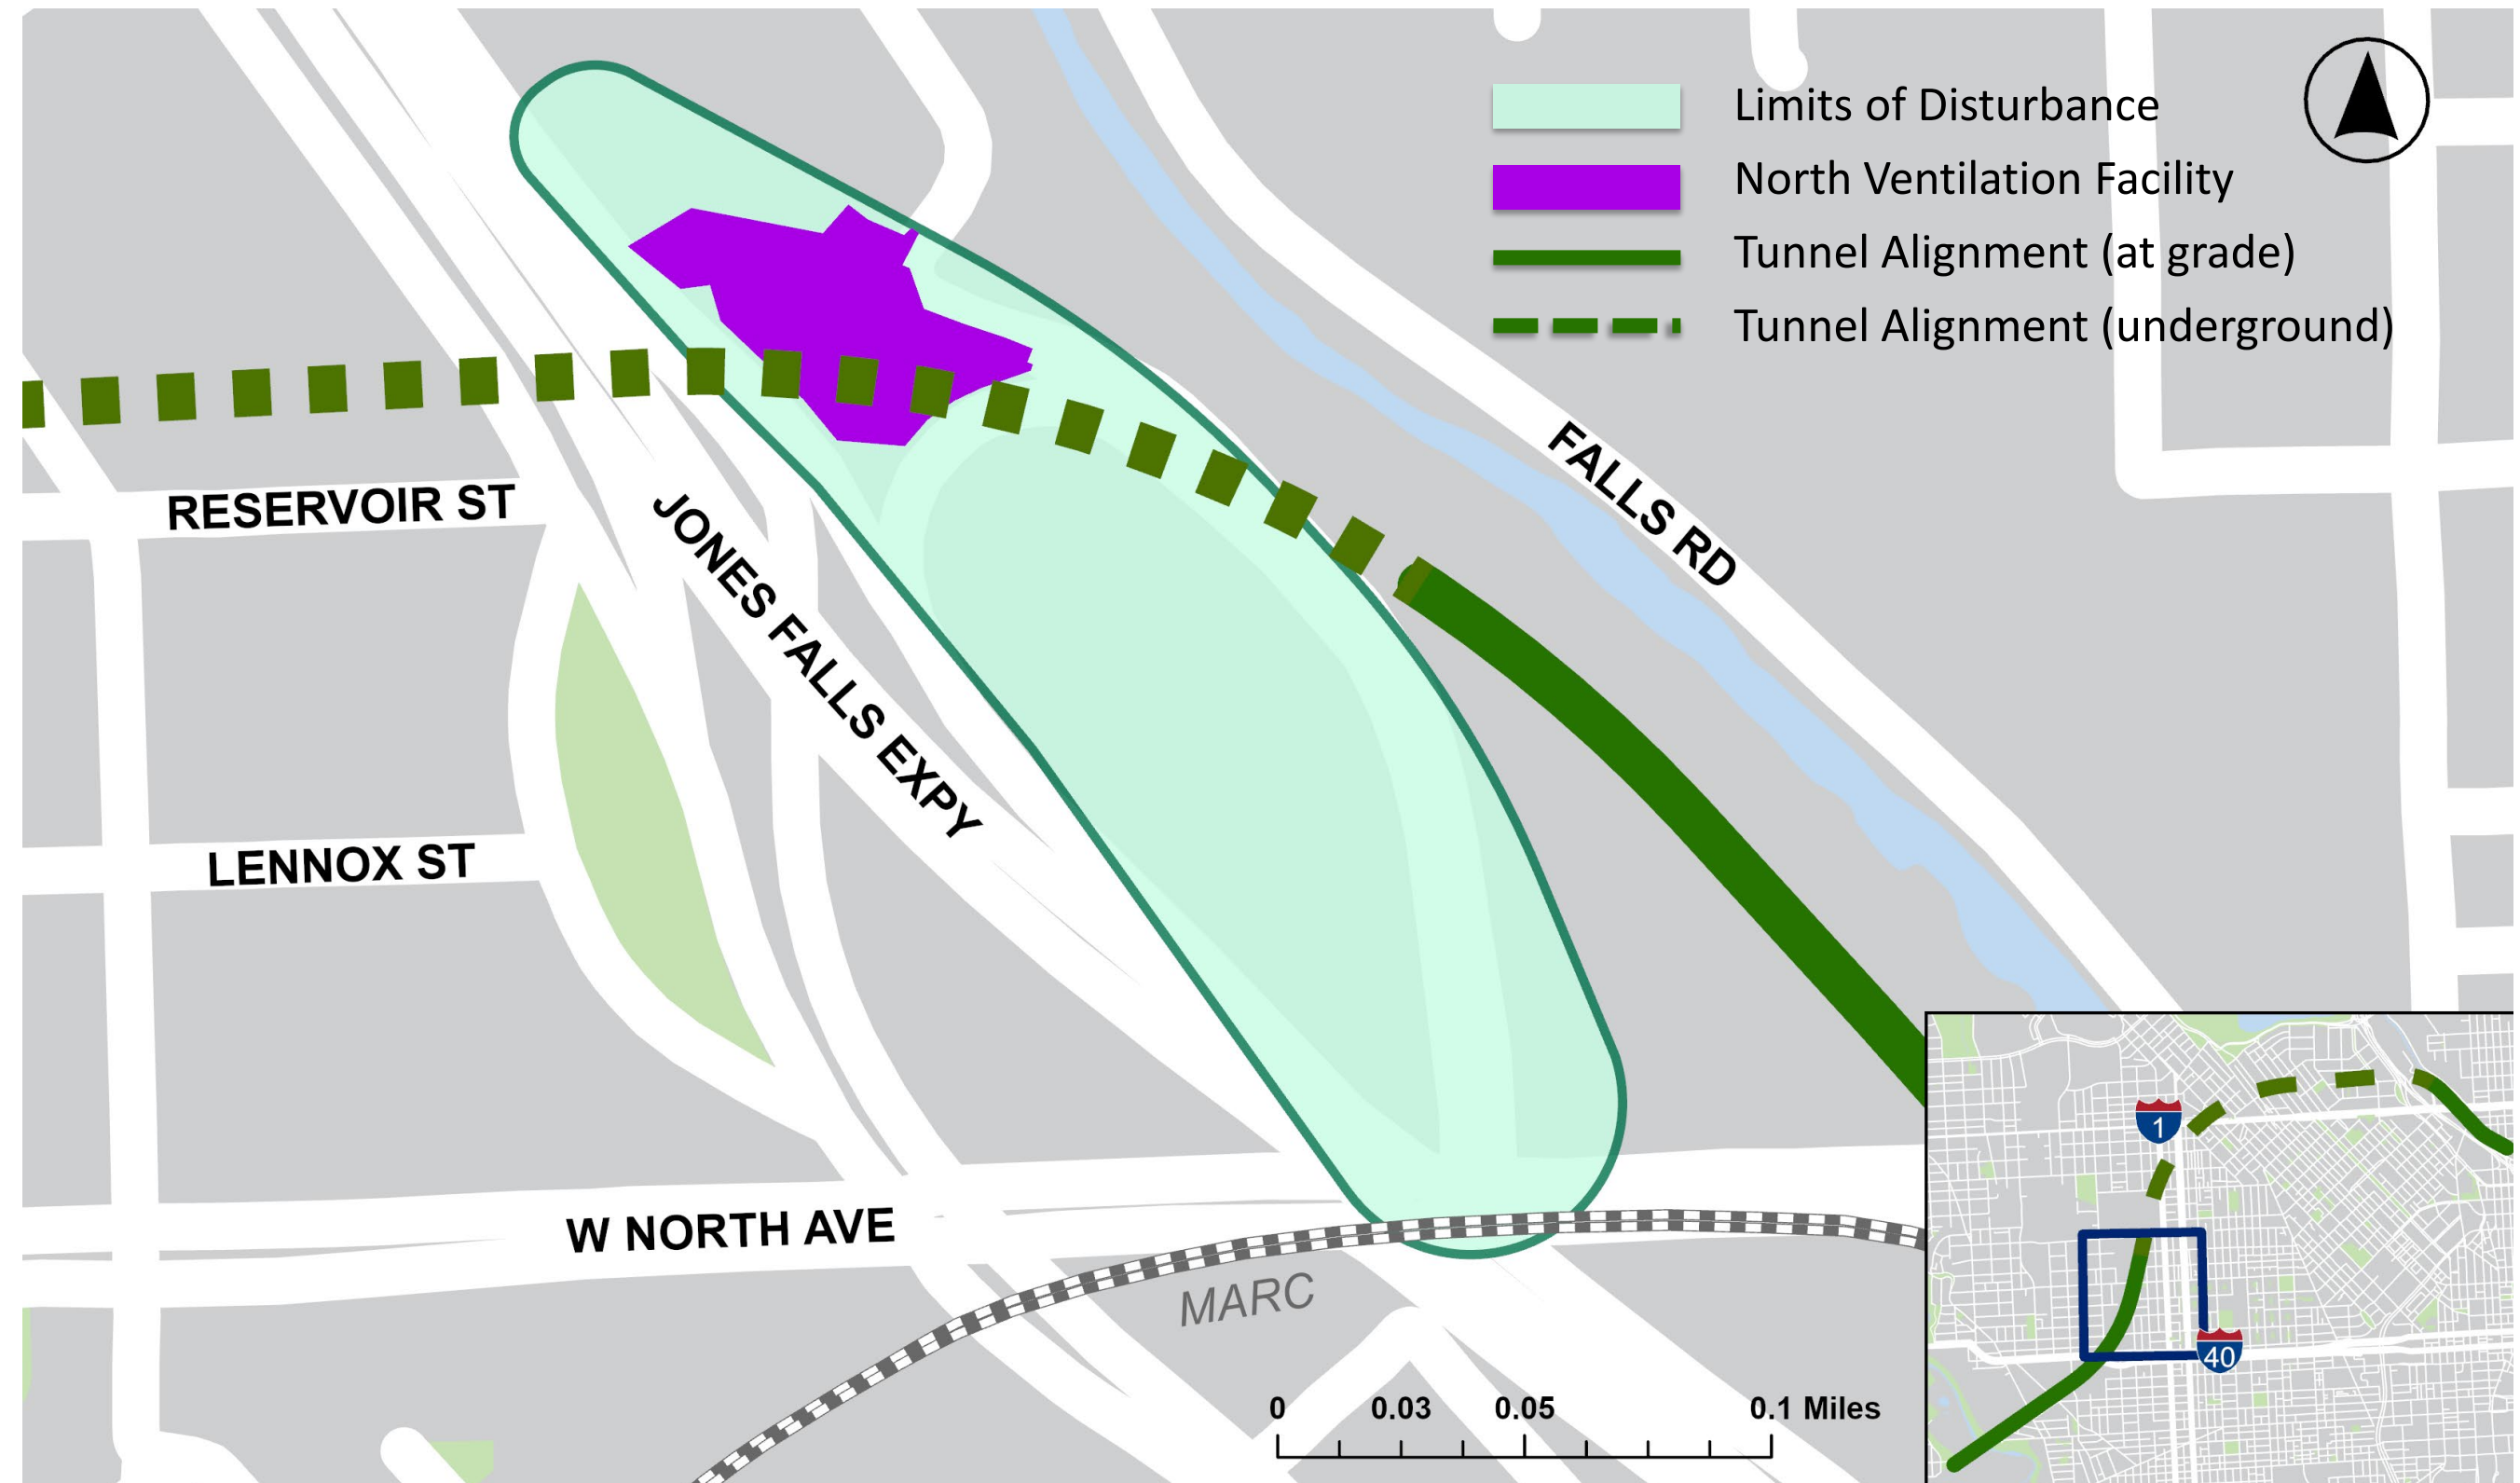 Limits of Disturbance
North Ventilation Facility
Tunnel Alignment (at grade)
Tunnel Alignment (underground)
FALLS RD
RESERVOIR ST
JONES FALLS EXPY
LENNOX ST
W NORTH AVE
MARC
0 0.03 0.05 0.1 Miles
1
40